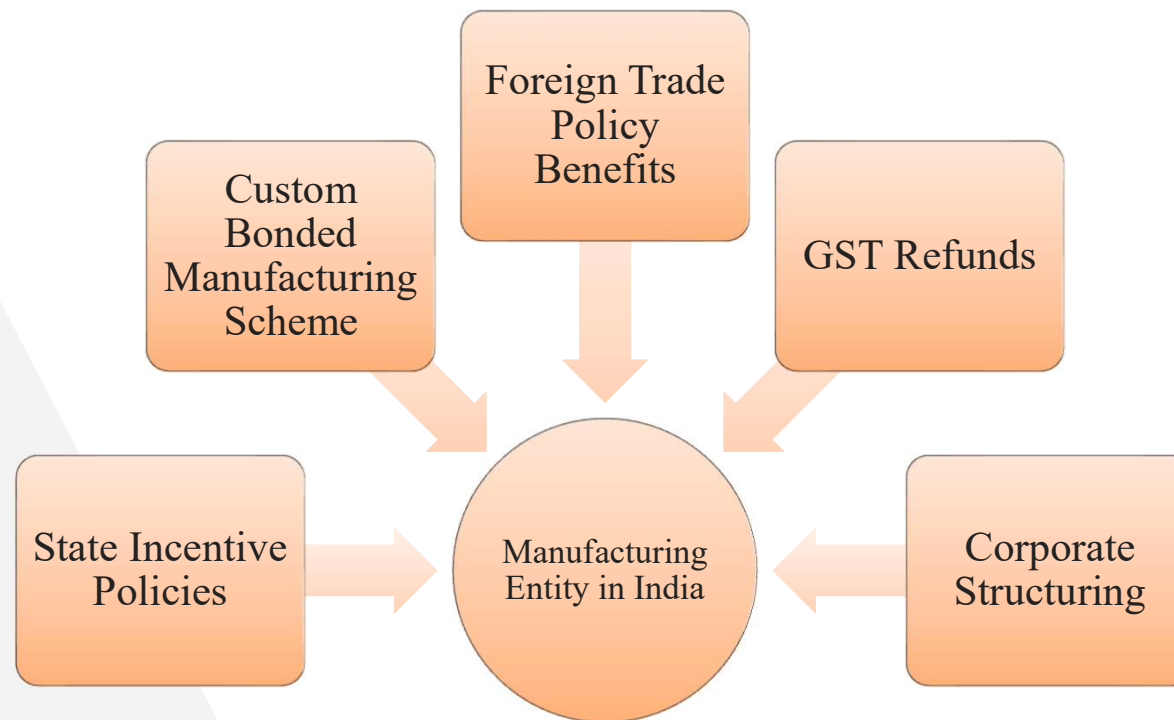 Foreign Trade
Policy
Benefits
Custom
Bonded
Manufacturing
Scheme
GST Refunds
State Incentive
Policies
Manufacturing
Entity in India
Corporate
Structuring